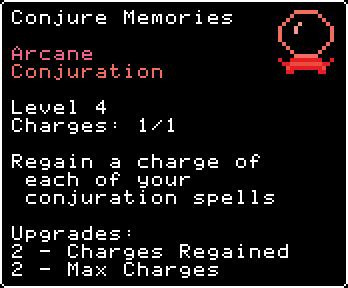 Conjure Memories
Arcane
Conjuration
Level 4
Charges: 1/1
Regain a charge of
each of your
conjuration spells
Upgrades:
2 - Charges Regained
2 - Max Charges